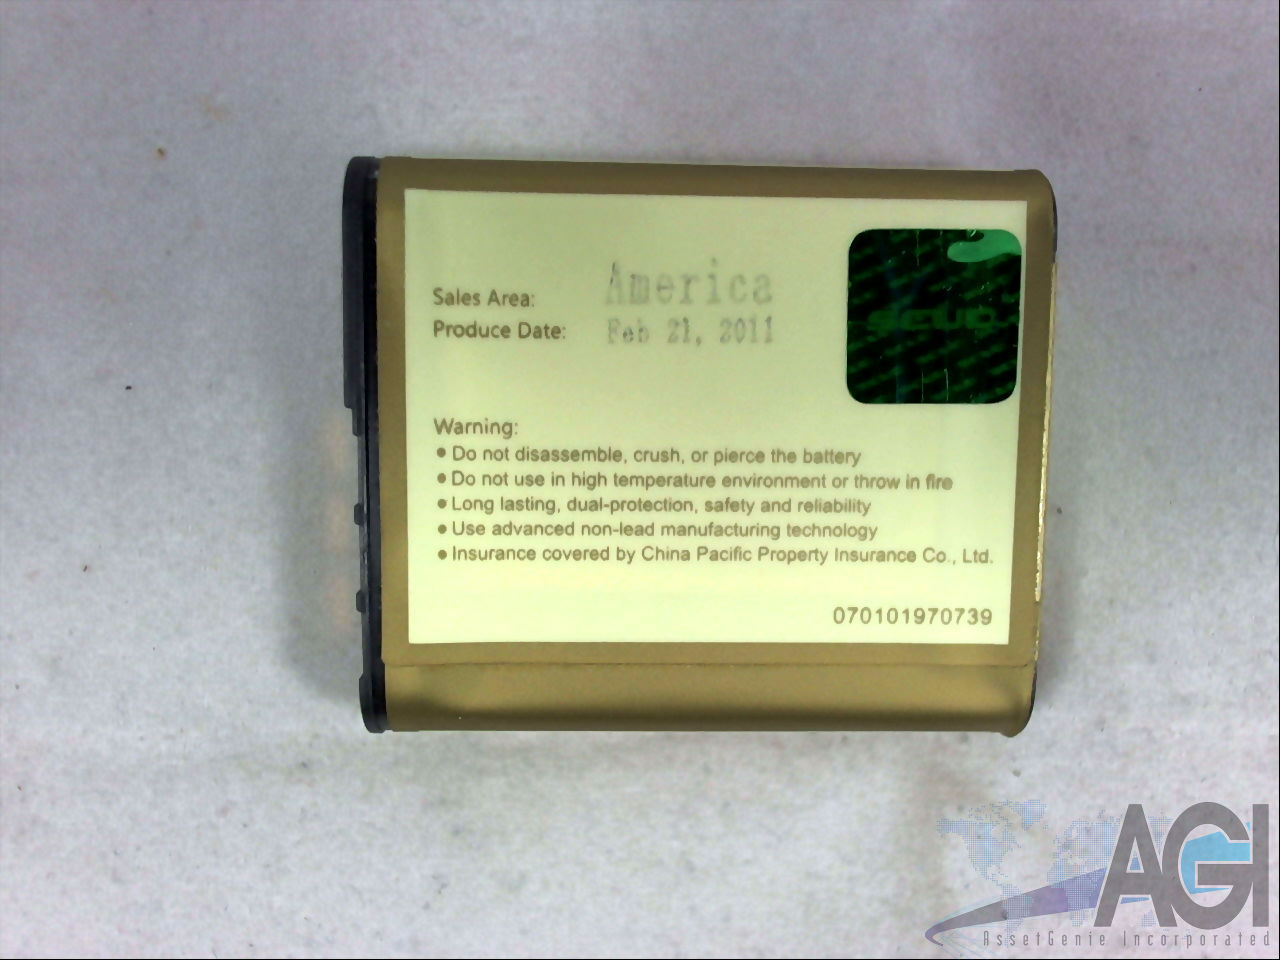 Sales Area: America
Produce Date: Feb 21, 2011
Warning:
• Do not disassemble, crush, or pierce the battery
• Do not use in high temperature environment or throw in fire
• Long lasting, dual-protection, safety and reliability
• Use advanced non-lead manufacturing technology
• Insurance covered by China Pacific Property Insurance Co., Ltd.
070101970739
AGI
AssetGenie Incorporated